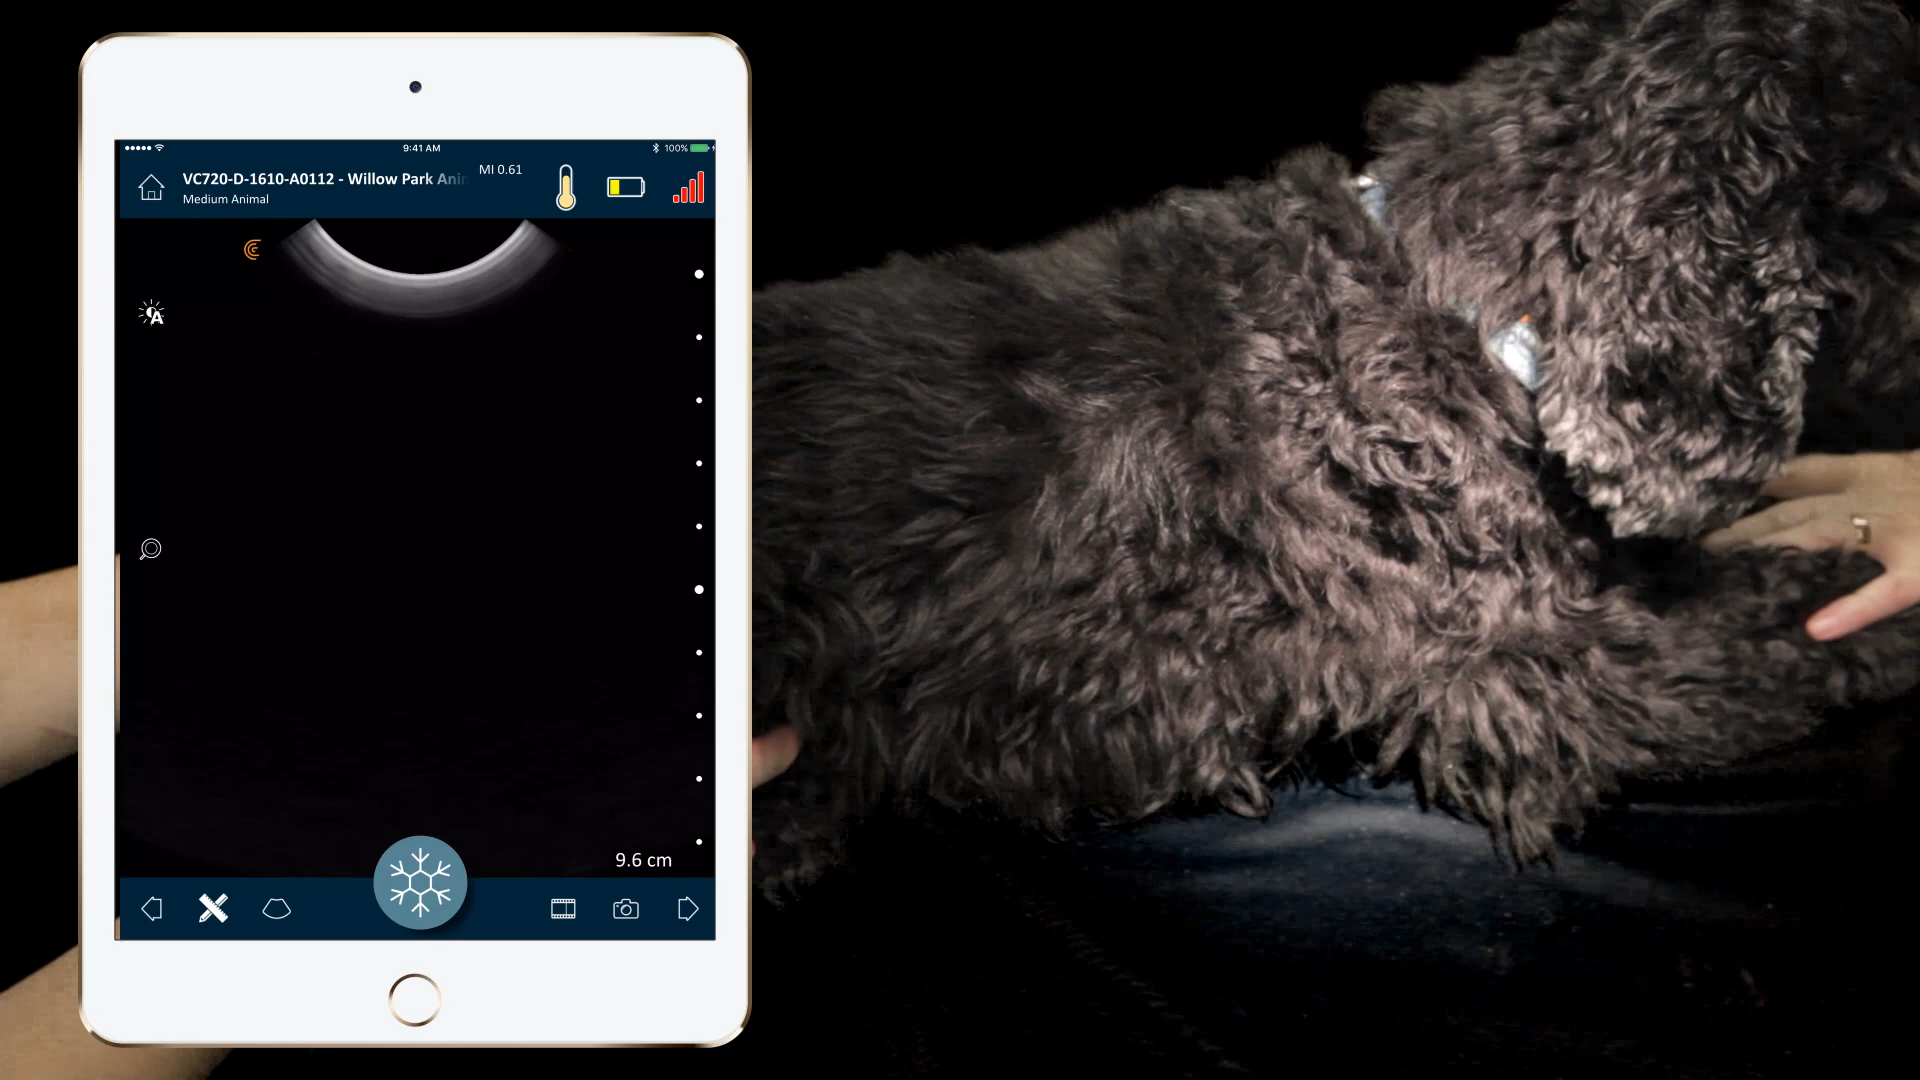 9:41 AM
100%
VC720-D-1610-A0112 - Willow Park Ani
MI 0.61
Medium Animal
A
9.6 cm